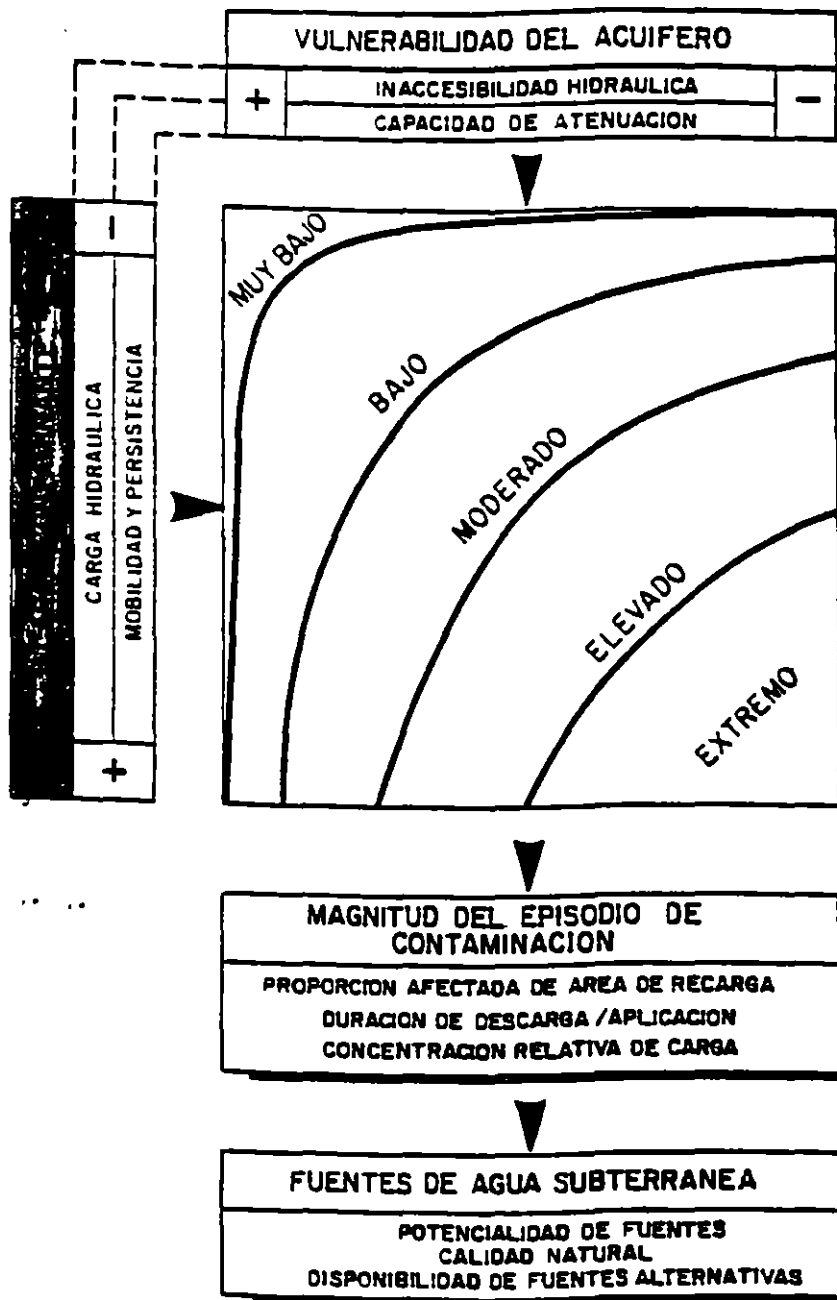 VULNERABILIDAD DEL ACUIFERO
+
INACCESIBILIDAD HIDRAULICA
-
CAPACIDAD DE ATENUACION
-
CARGA HIDRAULICA
MOBILIDAD Y PERSISTENCIA
+
MUY BAJO
BAJO
MODERADO
ELEVADO
EXTREMO
MAGNITUD DEL EPISODIO DE
CONTAMINACION
PROPORCION AFECTADA DE AREA DE RECARGA
DURACION DE DESCARGA/APLICACION
CONCENTRACION RELATIVA DE CARGA
FUENTES DE AGUA SUBTERRANEA
POTENCIALIDAD DE FUENTES
CALIDAD NATURAL
DISPONIBILIDAD DE FUENTES ALTERNATIVAS